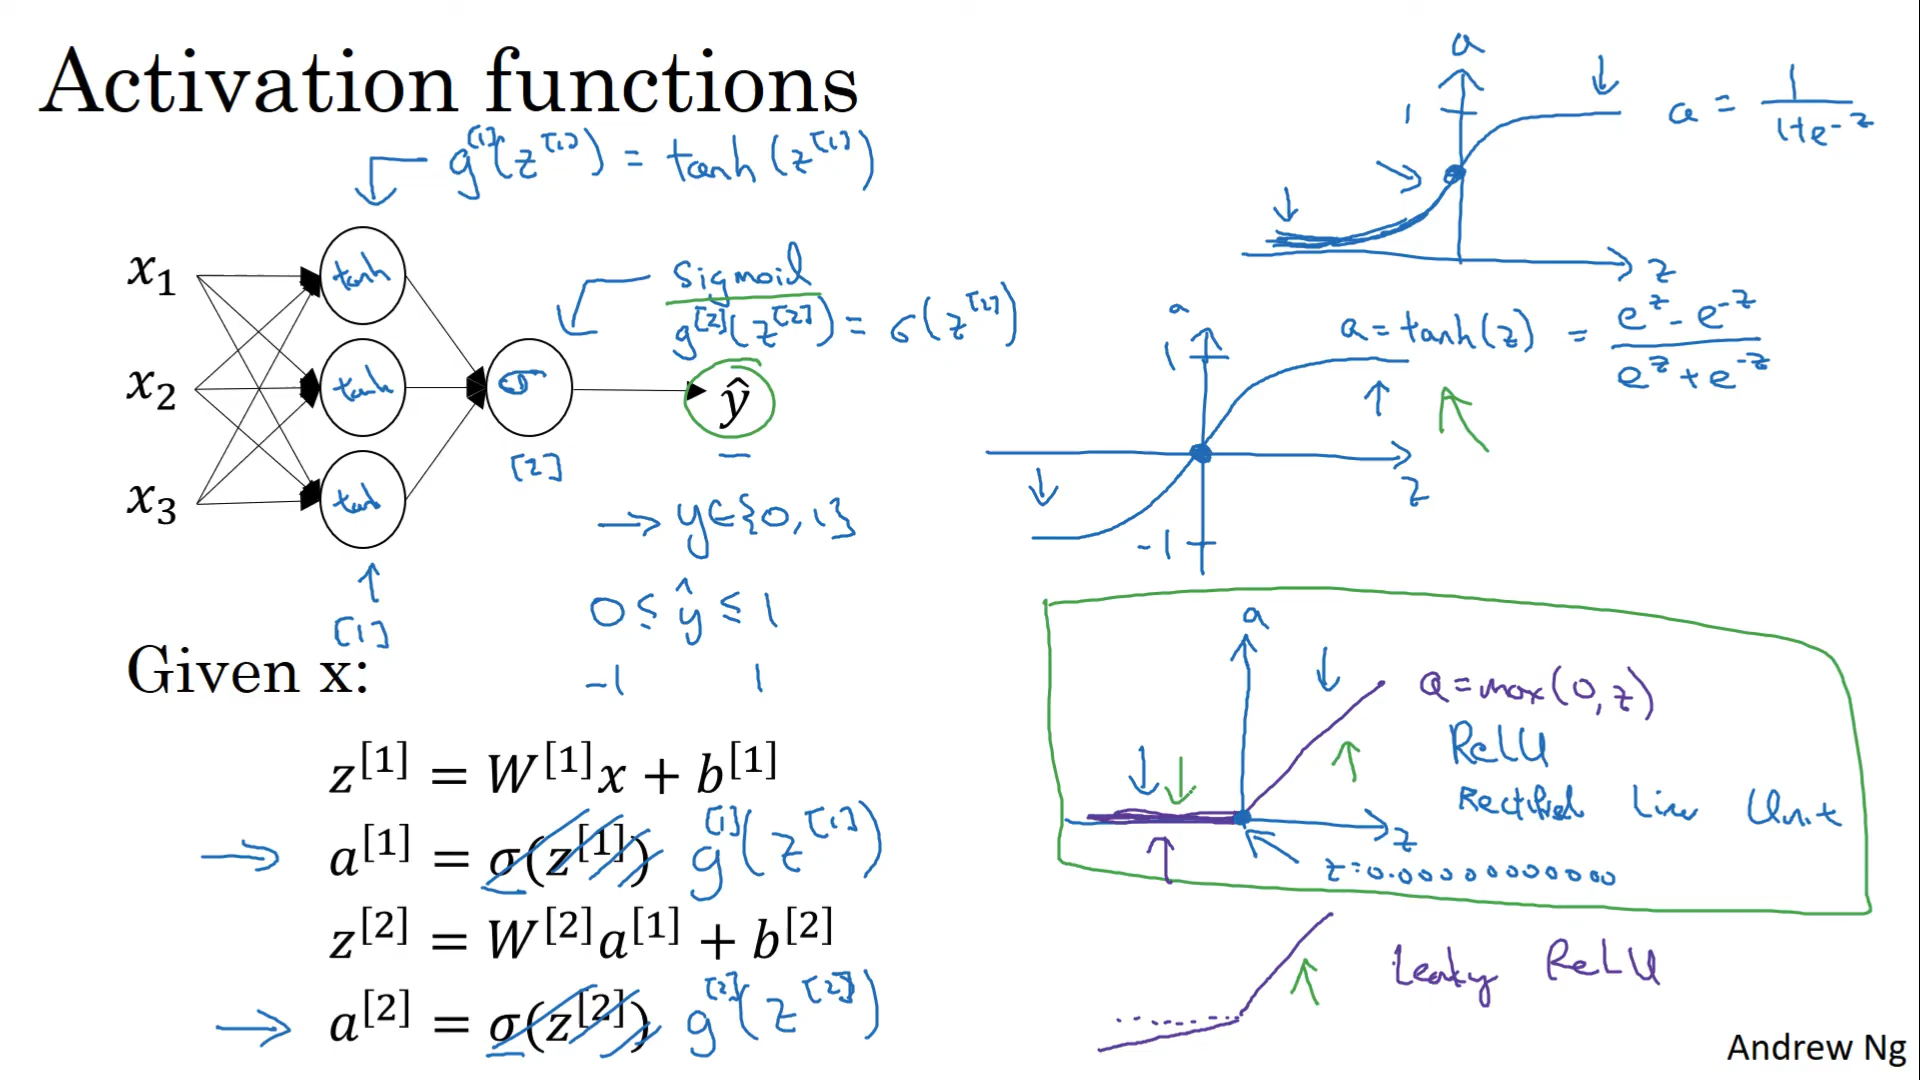 Activation functions
g^[1](z^[1]) = tanh(z^[1])
x₁
x₂
x₃
tanh
tanh
tanh
[1]
σ
[2]
Sigmoid
g^[2](z^[2]) = σ(z^[2])
ŷ
→ y∈{0,1}
0 ≤ ŷ ≤ 1
-1 1
Given x:
z^[1] = W^[1]x + b^[1]
→ a^[1] = σ(z^[1]) g^[1](z^[1])
z^[2] = W^[2]a^[1] + b^[2]
→ a^[2] = σ(z^[2]) g^[2](z^[2])
a
1
z
a = 1/(1+e^-z)
a
1
-1
z
a = tanh(z) = (e^z - e^-z)/(e^z + e^-z)
a
z
a = max(0,z)
ReLU
Rectified Linear Unit
z=0.00000000000
Leaky ReLU
Andrew Ng